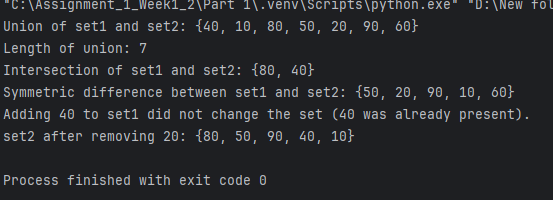 "C:\Assignment_1_Week1_2\Part 1\.venv\Scripts\python.exe" "D:\New fol
Union of set1 and set2: {40, 10, 80, 50, 20, 90, 60}
Length of union: 7
Intersection of set1 and set2: {80, 40}
Symmetric difference between set1 and set2: {50, 20, 90, 10, 60}
Adding 40 to set1 did not change the set (40 was already present).
set2 after removing 20: {80, 50, 90, 40, 10}
Process finished with exit code 0